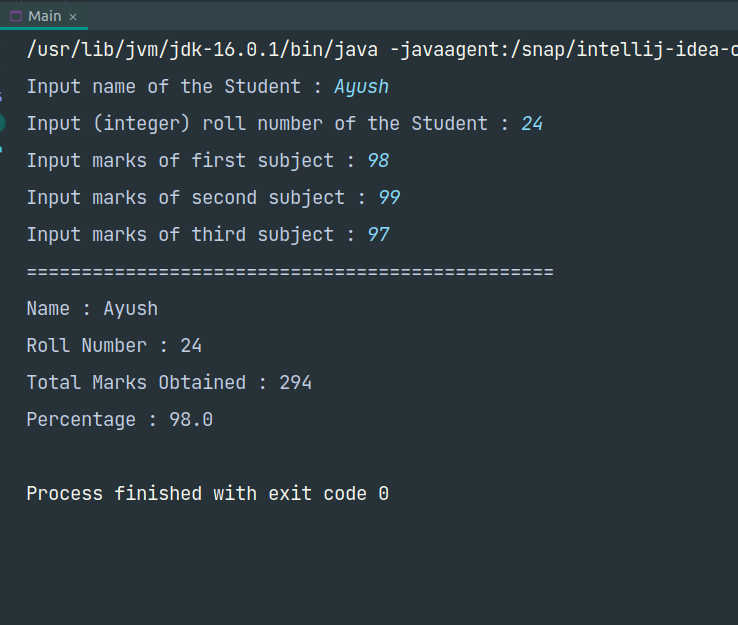 Main ×
/usr/lib/jvm/jdk-16.0.1/bin/java -javaagent:/snap/intellij-idea-c
Input name of the Student : Ayush
Input (integer) roll number of the Student : 24
Input marks of first subject : 98
Input marks of second subject : 99
Input marks of third subject : 97
================================================
Name : Ayush
Roll Number : 24
Total Marks Obtained : 294
Percentage : 98.0
Process finished with exit code 0